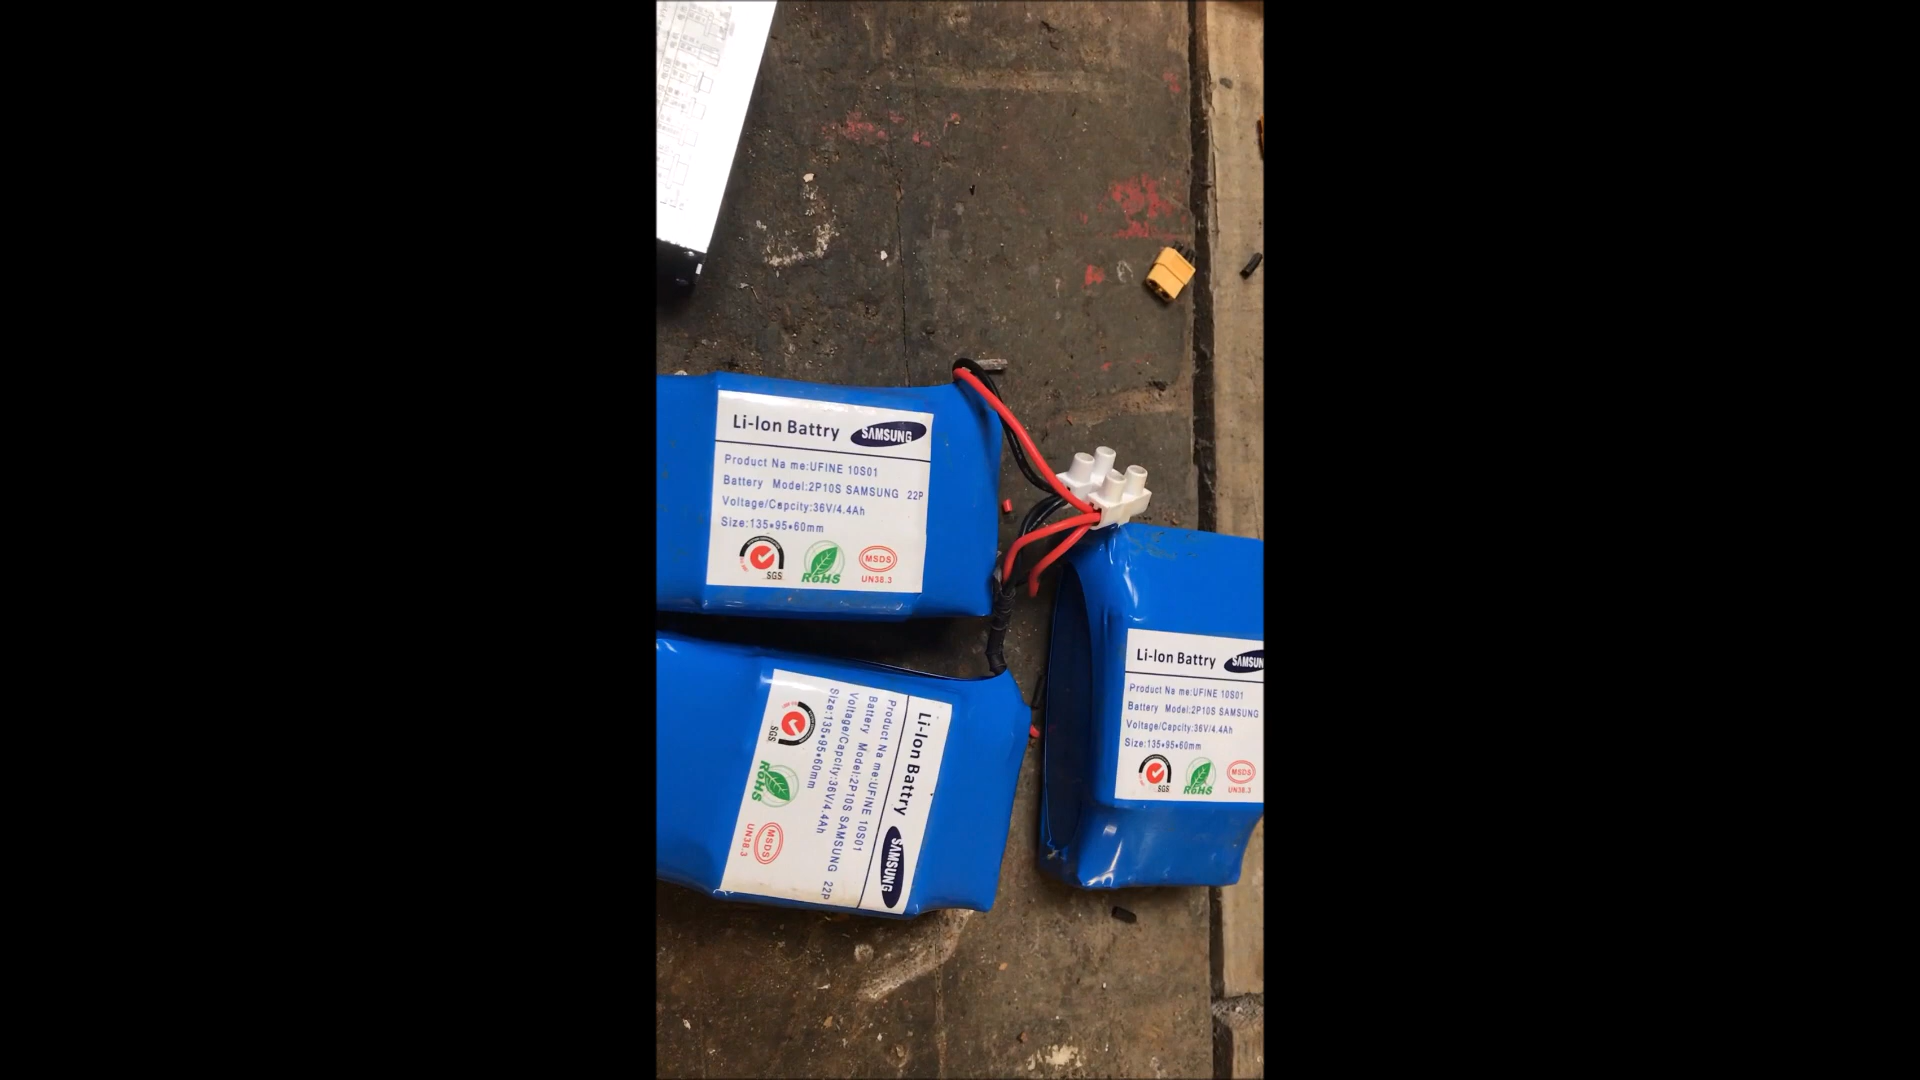 Li-Ion Battry SAMSUNG
Product Na me:UFINE 10S01
Battery Model:2P10S SAMSUNG 22P
Voltage/Capcity:36V/4.4Ah
Size:135*95*60mm
SGS RoHS MSDS
UN38.3
Li-Ion Battry SAMSUNG
Product Na me:UFINE 10S01
Battery Model:2P10S SAMSUNG 22P
Voltage/Capcity:36V/4.4Ah
Size:135*95*60mm
SGS RoHS MSDS
UN38.3
Li-Ion Battry SAMSUN
Product Na me:UFINE 10S01
Battery Model:2P10S SAMSUNG
Voltage/Capcity:36V/4.4Ah
Size:135*95*60mm
SGS RoHS MSDS
UN38.3